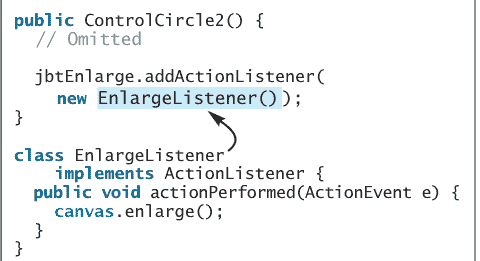 public ControlCircle2() {
// Omitted
jbtEnlarge.addActionListener(
new EnlargeListener());
}
class EnlargeListener
implements ActionListener {
public void actionPerformed(ActionEvent e) {
canvas.enlarge();
}
}